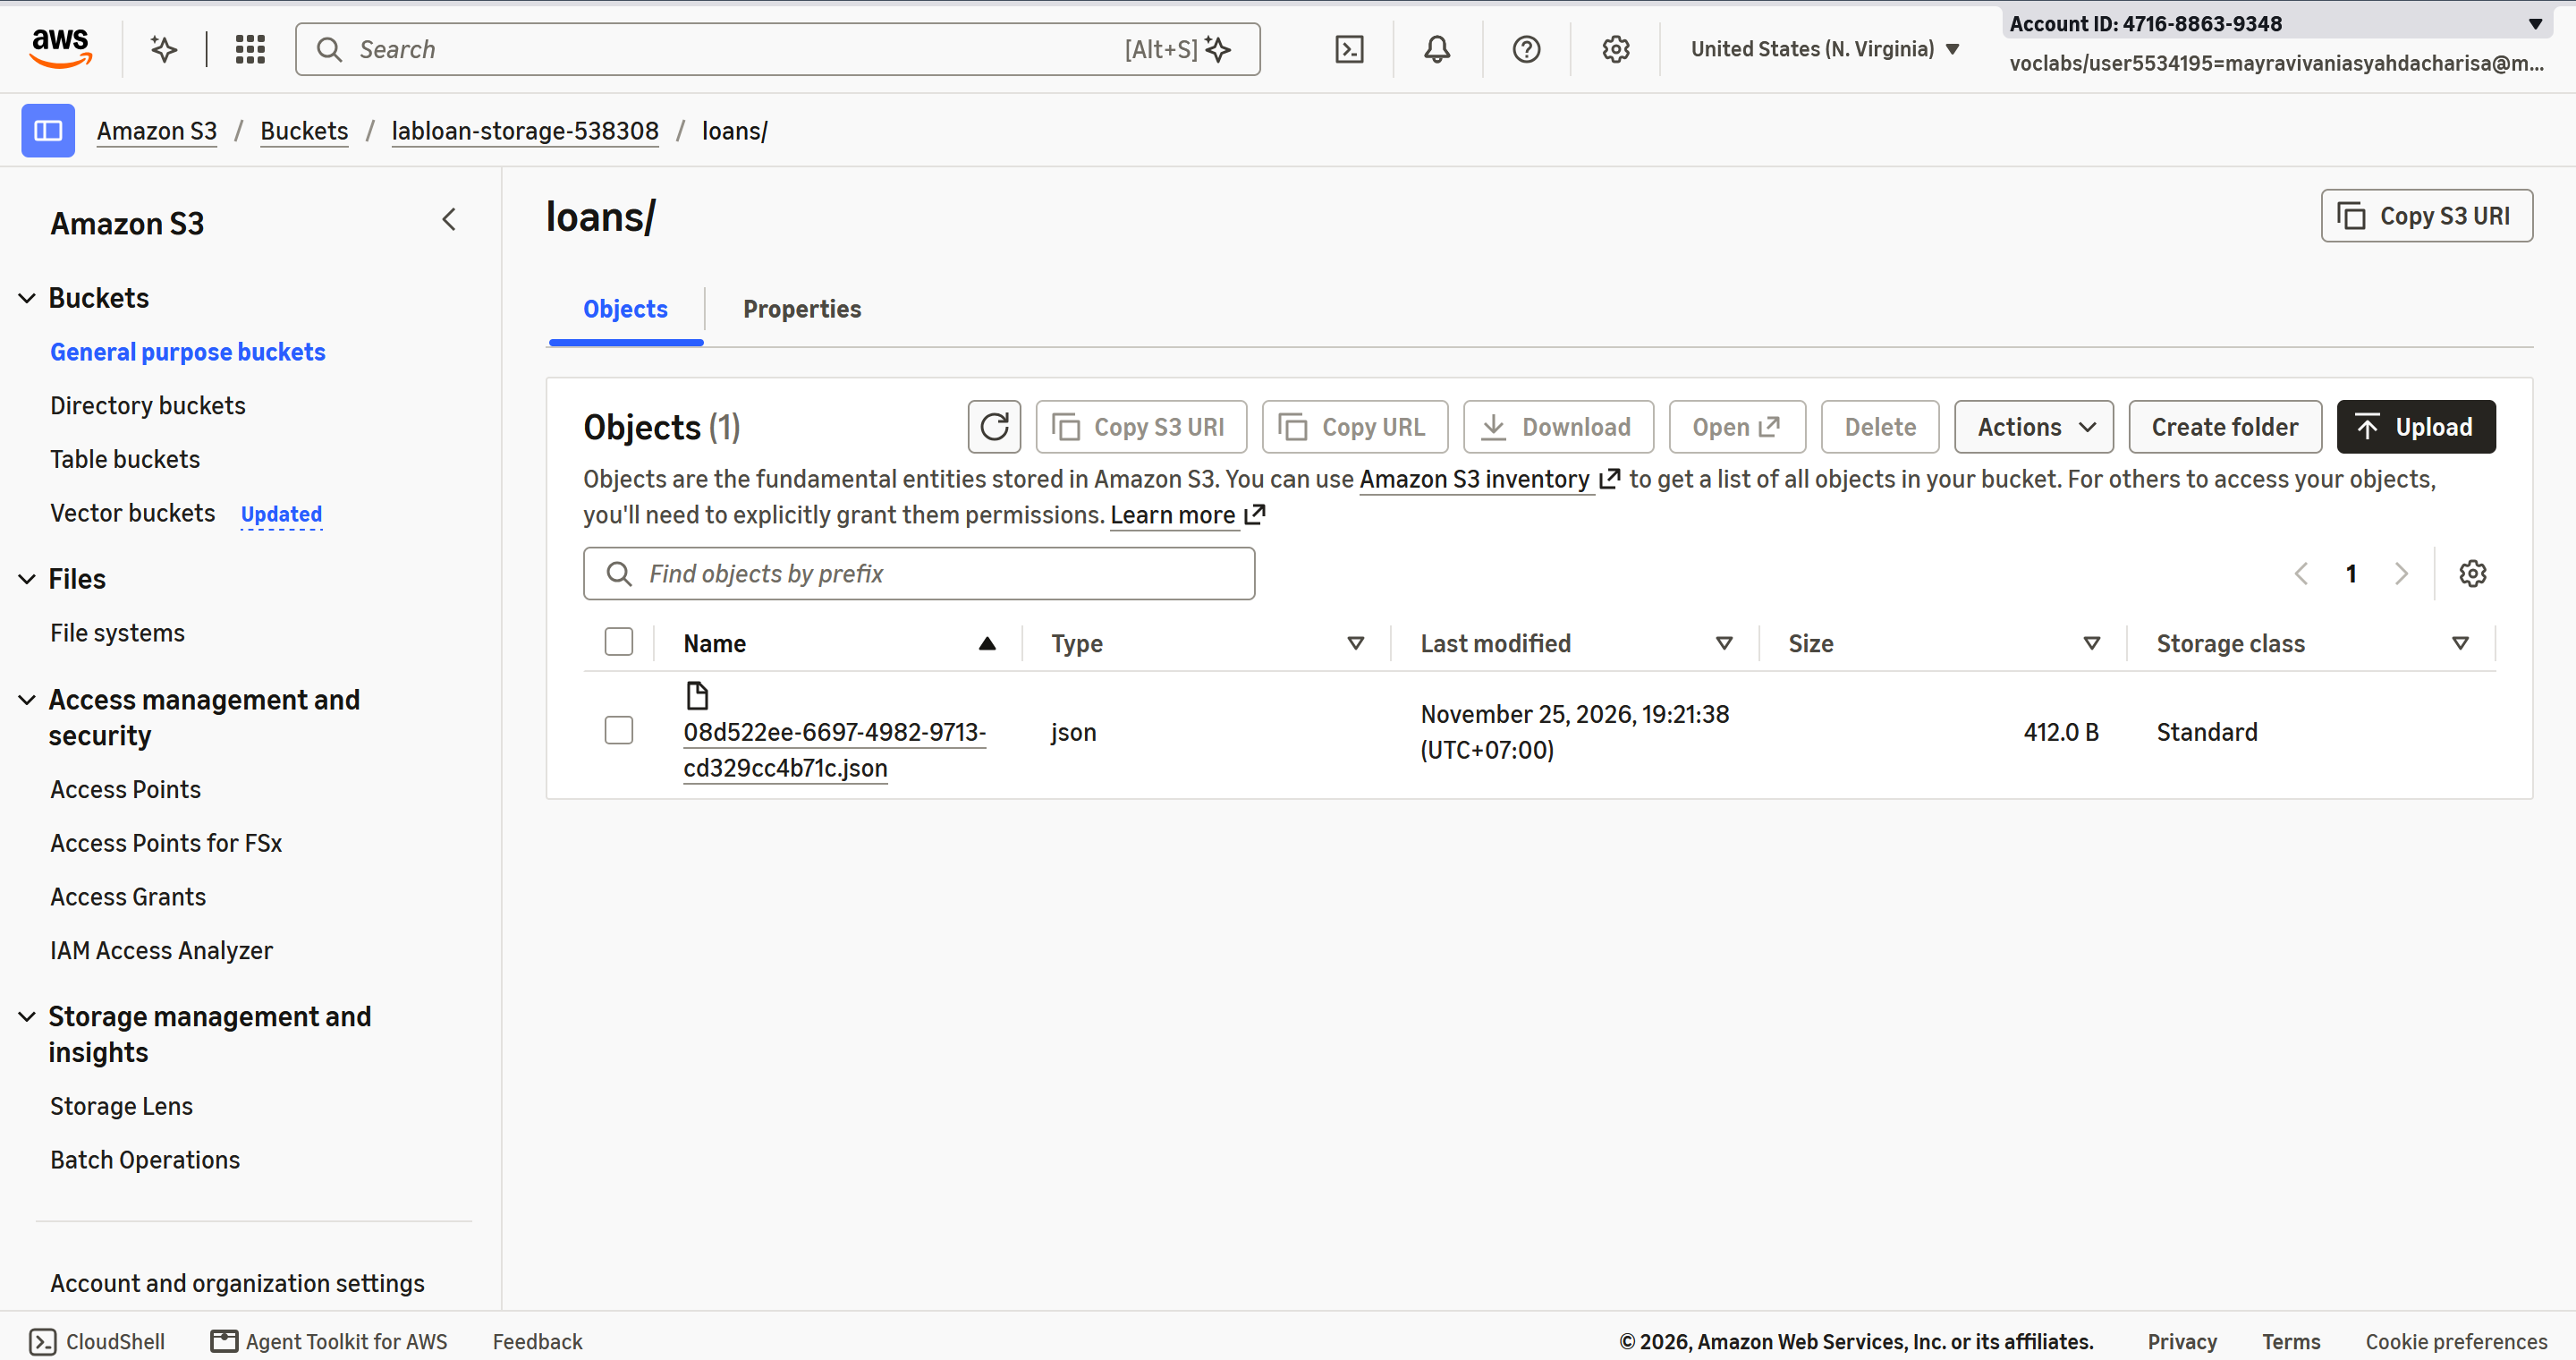 aws
Search
[Alt+S]
United States (N. Virginia)
Account ID: 4716-8863-9348
voclabs/user5534195=mayravivaniasyahdacharisa@m...
Amazon S3 / Buckets / labloan-storage-538308 / loans/
Amazon S3
Buckets
General purpose buckets
Directory buckets
Table buckets
Vector buckets Updated
Files
File systems
Access management and
security
Access Points
Access Points for FSx
Access Grants
IAM Access Analyzer
Storage management and
insights
Storage Lens
Batch Operations
Account and organization settings
loans/
Copy S3 URI
Objects
Properties
Objects (1)
Copy S3 URI
Copy URL
Download
Open
Delete
Actions
Create folder
Upload
Objects are the fundamental entities stored in Amazon S3. You can use Amazon S3 inventory to get a list of all objects in your bucket. For others to access your objects,
you'll need to explicitly grant them permissions. Learn more
Find objects by prefix
1
Name
Type
Last modified
Size
Storage class
08d522ee-6697-4982-9713-
cd329cc4b71c.json
json
November 25, 2026, 19:21:38
(UTC+07:00)
412.0 B
Standard
CloudShell
Agent Toolkit for AWS
Feedback
© 2026, Amazon Web Services, Inc. or its affiliates.
Privacy
Terms
Cookie preferences